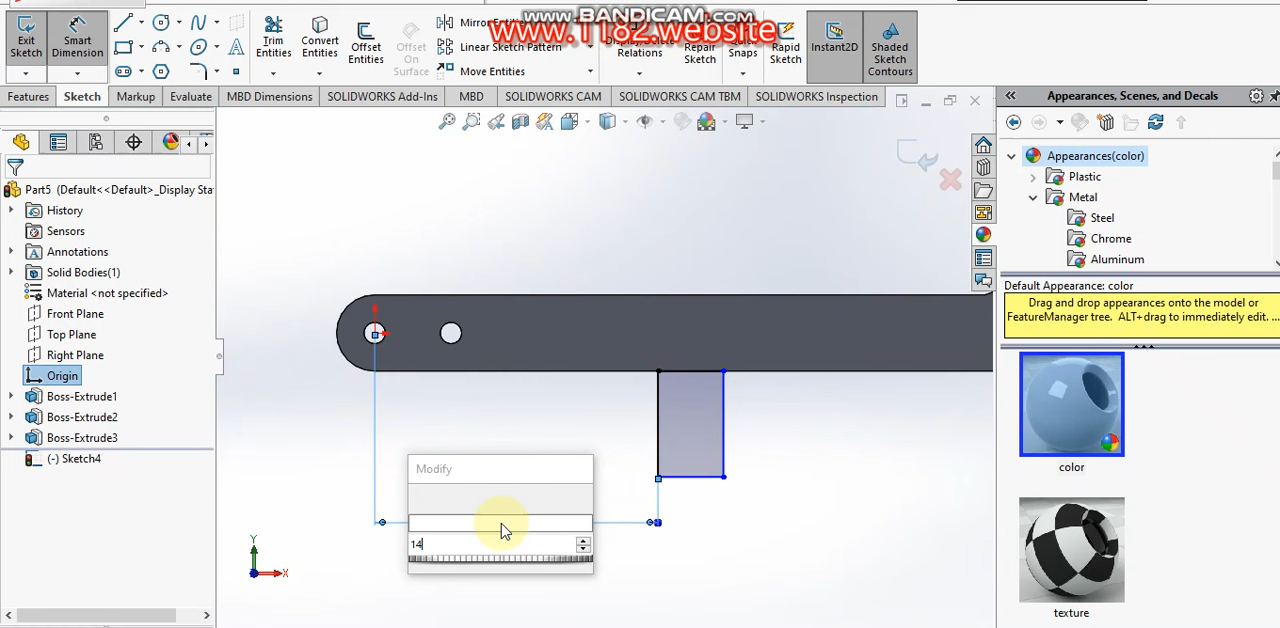 www.BANDICAM.com
www.1182.website
Exit Sketch
Smart Dimension
Trim Entities
Convert Entities
Offset Entities
Offset On Surface
Mirror Entities
Linear Sketch Pattern
Move Entities
Relations
Repair Sketch
Snaps
Rapid Sketch
Instant2D
Shaded Sketch Contours
Features
Sketch
Markup
Evaluate
MBD Dimensions
SOLIDWORKS Add-Ins
MBD
SOLIDWORKS CAM
SOLIDWORKS CAM TBM
SOLIDWORKS Inspection
Appearances, Scenes, and Decals
Appearances(color)
Plastic
Metal
Steel
Chrome
Aluminum
Default Appearance: color
Drag and drop appearances onto the model or
FeatureManager tree. ALT+drag to immediately edit. ...
color
texture
Part5 (Default<<Default>_Display Sta
History
Sensors
Annotations
Solid Bodies(1)
Material <not specified>
Front Plane
Top Plane
Right Plane
Origin
Boss-Extrude1
Boss-Extrude2
Boss-Extrude3
(-) Sketch4
Modify
14
Y
X